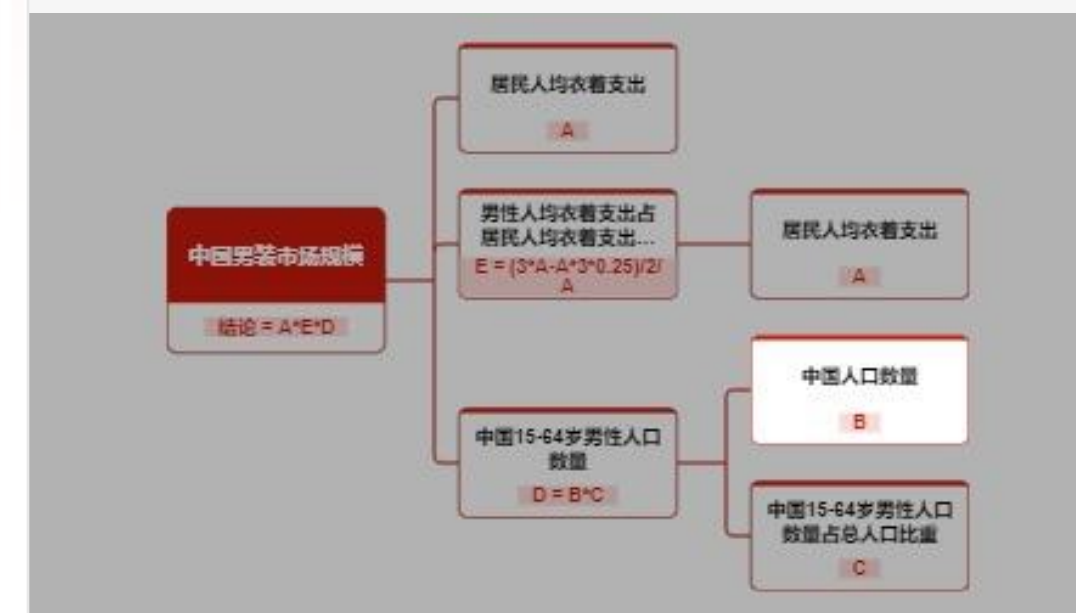 居民人均衣着支出
A
中国男装市场规模
结论 = A*E*D
男性人均衣着支出占
居民人均衣着支出...
E = (3*A-A*3*0.25)/2/
A
居民人均衣着支出
A
中国15-64岁男性人口
数量
D = B*C
中国人口数量
B
中国15-64岁男性人口
数量占总人口比重
C